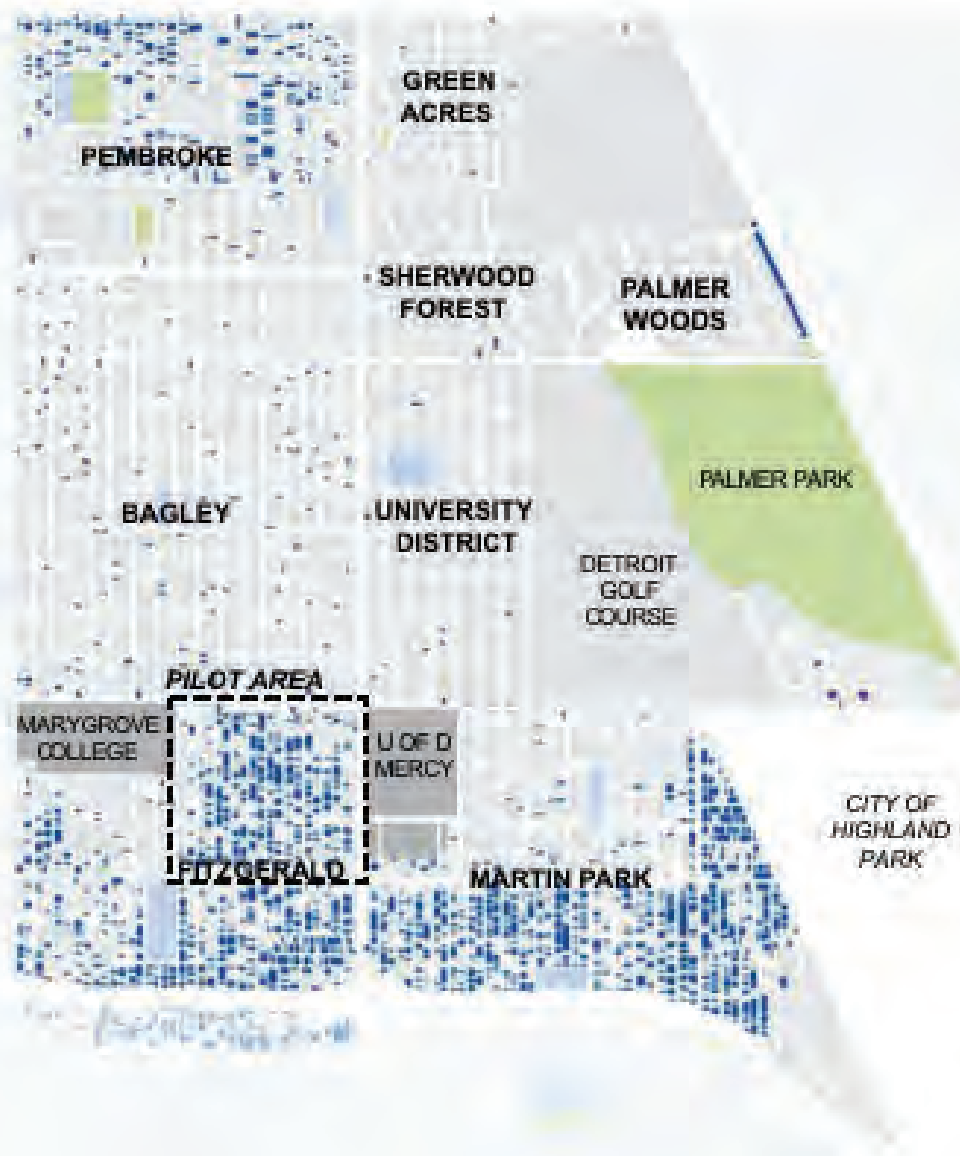 GREEN
ACRES
PEMBROKE
SHERWOOD
FOREST
PALMER
WOODS
PALMER PARK
BAGLEY
UNIVERSITY
DISTRICT
DETROIT
GOLF
COURSE
PILOT AREA
MARYGROVE
COLLEGE
U OF D
MERCY
CITY OF
HIGHLAND
PARK
FITZGERALD
MARTIN PARK